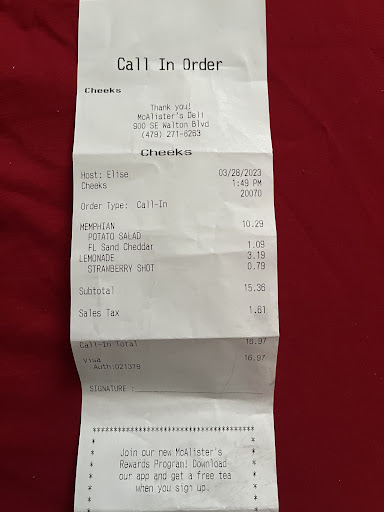 Call In Order
Cheeks
Thank you!
McAlister's Deli
900 SE Walton Blvd
(479) 271-6263
Cheeks
Host: Elise 03/28/2023
Cheeks 1:49 PM
20070
Order Type: Call-In
MEMPHIAN 10.29
POTATO SALAD
FL Sand Cheddar 1.09
LEMONADE 3.19
STRAWBERRY SHOT 0.79
Subtotal 15.36
Sales Tax 1.61
Call-In Total 16.97
Visa 16.97
Auth:021379
SIGNATURE:
Join our new McAlister's
Rewards Program! Download
our app and get a free tea
when you sign up.